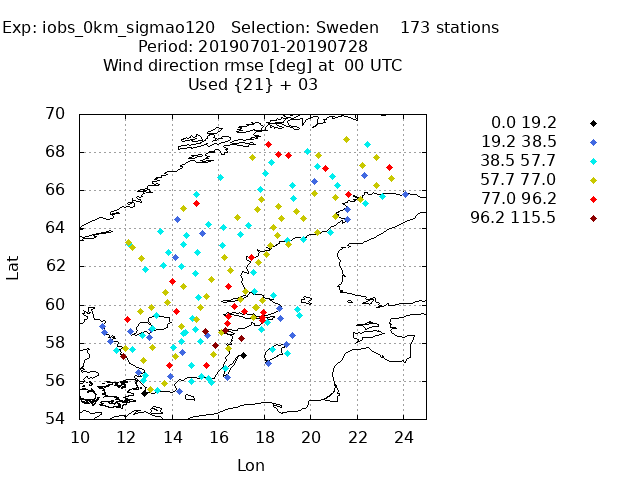 Exp: iobs_0km_sigmao120   Selection: Sweden    173 stations
Period: 20190701-20190728
Wind direction rmse [deg] at  00 UTC
Used {21} + 03
70
68
66
64
62
60
58
56
54
Lat
10 12 14 16 18 20 22 24
Lon
0.0 19.2
19.2 38.5
38.5 57.7
57.7 77.0
77.0 96.2
96.2 115.5